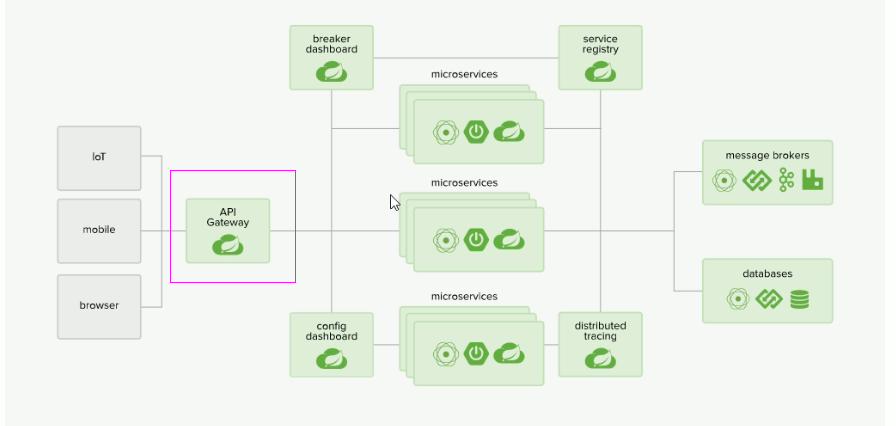 breaker
dashboard
service
registry
microservices
IoT
mobile
browser
API
Gateway
microservices
message brokers
databases
microservices
config
dashboard
distributed
tracing